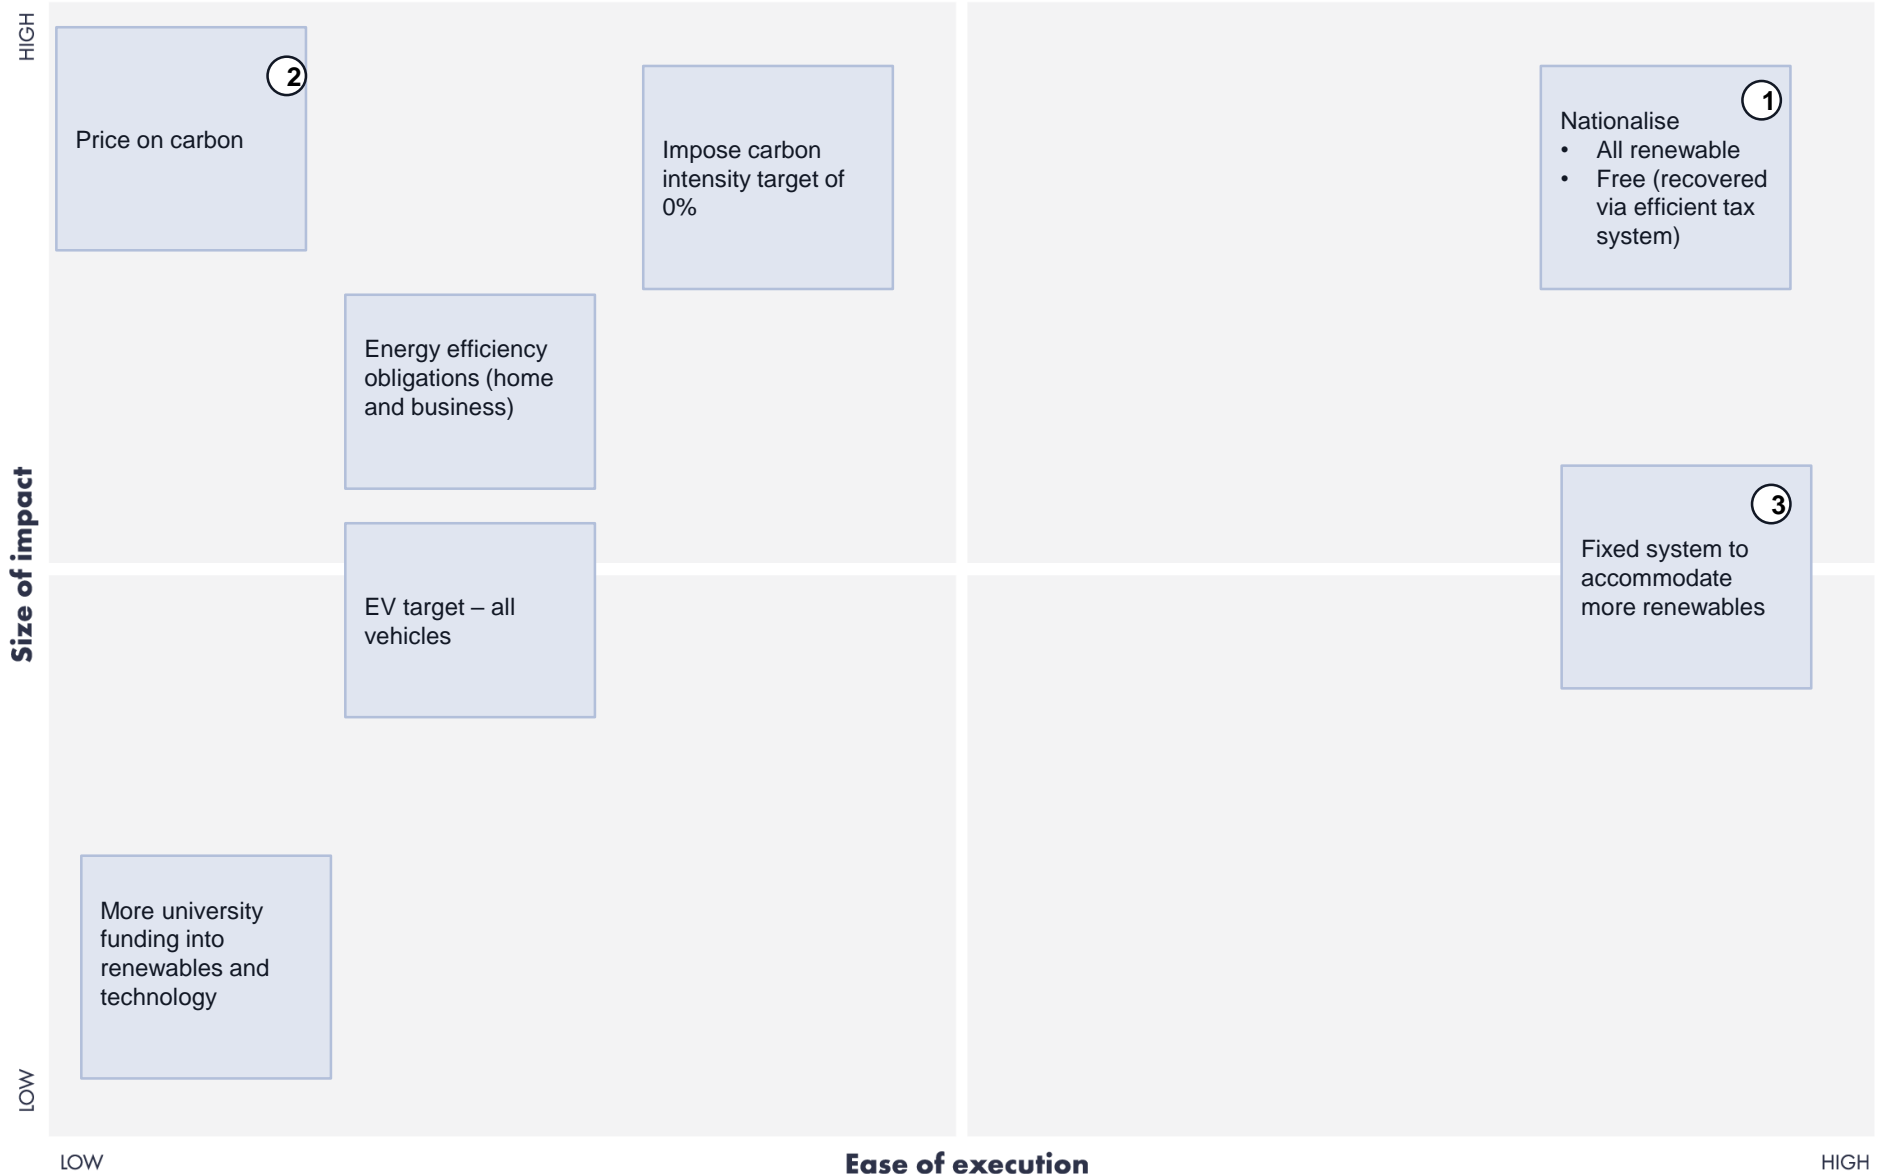 HIGH
2
Price on carbon
Impose carbon
intensity target of
0%
1
Nationalise
• All renewable
• Free (recovered
via efficient tax
system)
Energy efficiency
obligations (home
and business)
Size of impact
3
Fixed system to
accommodate
more renewables
EV target – all
vehicles
More university
funding into
renewables and
technology
LOW
LOW
Ease of execution
HIGH